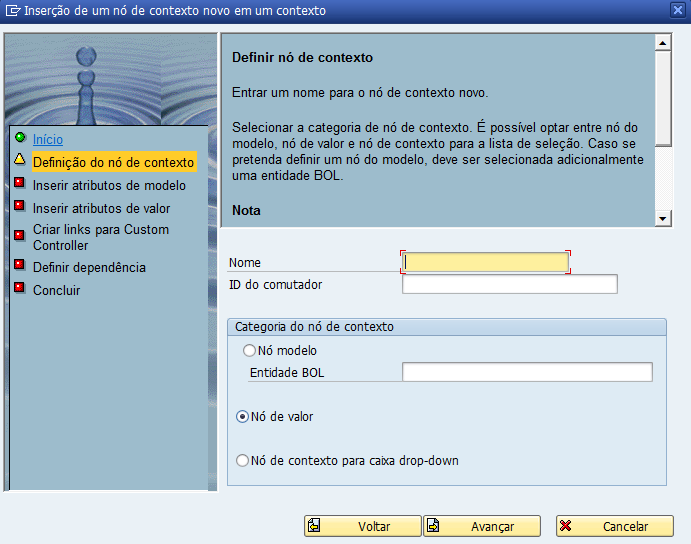 Inserção de um nó de contexto novo em um contexto
Início
Definição do nó de contexto
Inserir atributos de modelo
Inserir atributos de valor
Criar links para Custom
Controller
Definir dependência
Concluir
Definir nó de contexto
Entrar um nome para o nó de contexto novo.
Selecionar a categoria de nó de contexto. É possível optar entre nó do
modelo, nó de valor e nó de contexto para a lista de seleção. Caso se
pretenda definir um nó do modelo, deve ser selecionada adicionalmente
uma entidade BOL.
Nota
Nome
ID do comutador
Categoria do nó de contexto
Nó modelo
Entidade BOL
Nó de valor
Nó de contexto para caixa drop-down
Voltar
Avançar
Cancelar